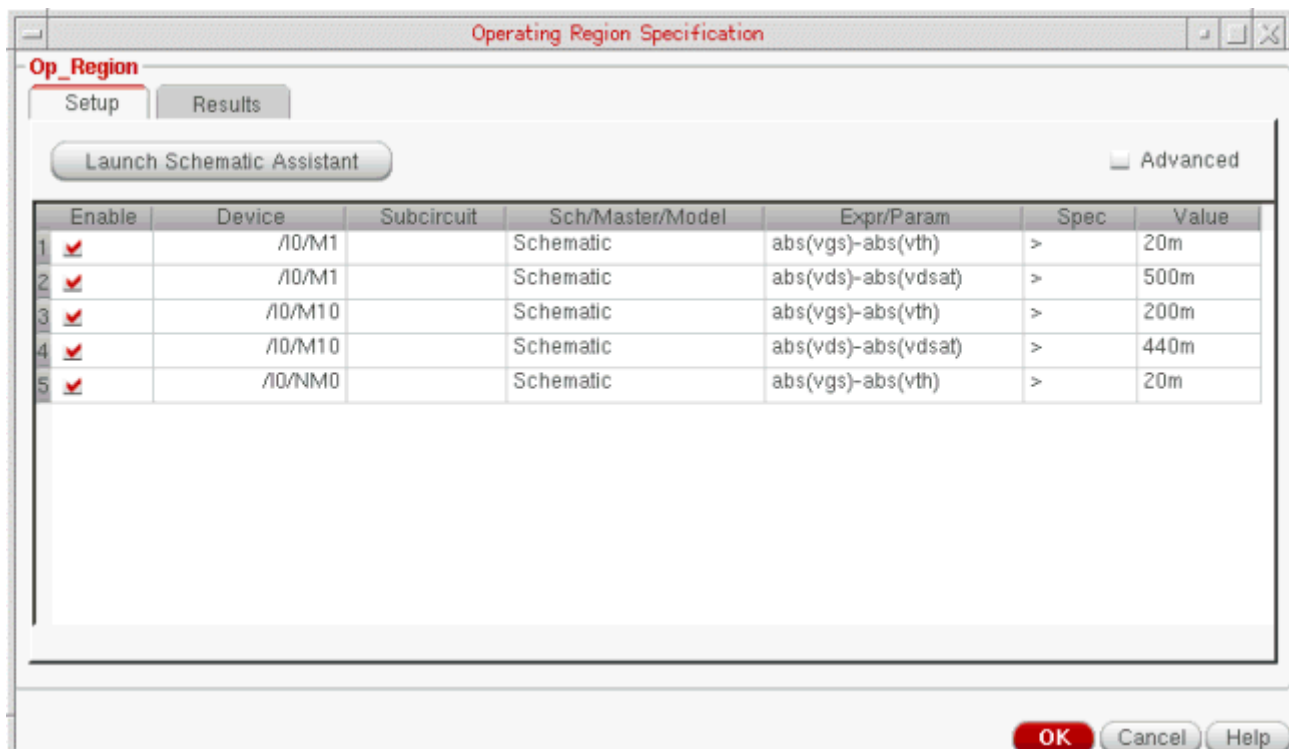 Operating Region Specification
Op_Region
Setup Results
Launch Schematic Assistant Advanced
Enable Device Subcircuit Sch/Master/Model Expr/Param Spec Value
1 /I0/M1 Schematic abs(vgs)-abs(vth) > 20m
2 /I0/M1 Schematic abs(vds)-abs(vdsat) > 500m
3 /I0/M10 Schematic abs(vgs)-abs(vth) > 200m
4 /I0/M10 Schematic abs(vds)-abs(vdsat) > 440m
5 /I0/NM0 Schematic abs(vgs)-abs(vth) > 20m
OK Cancel Help